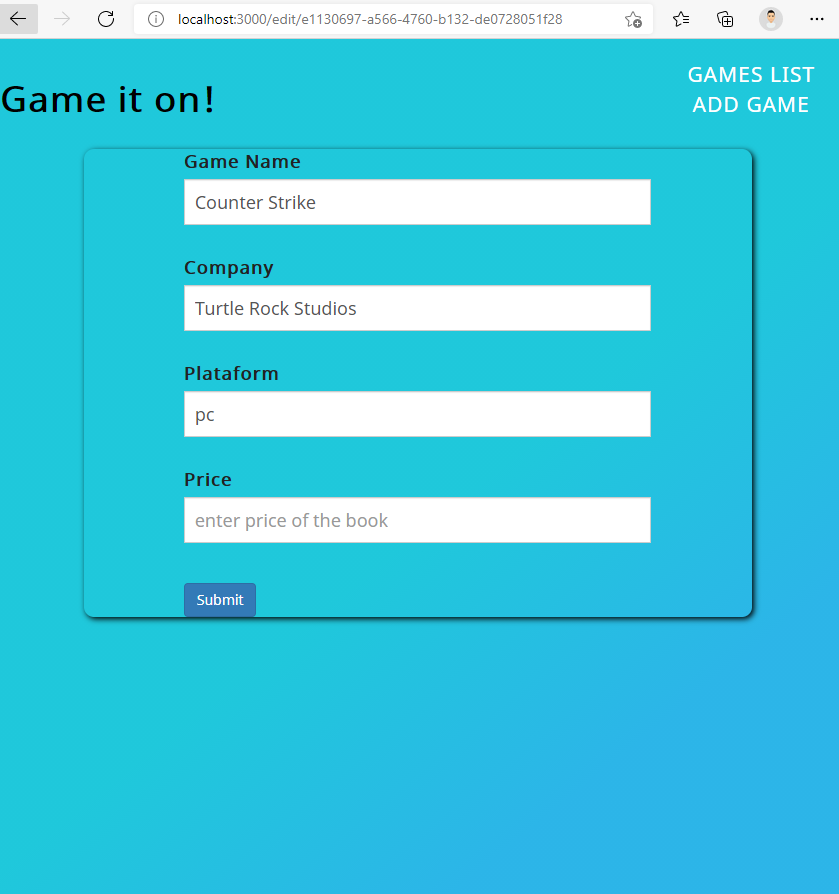 localhost:3000/edit/e1130697-a566-4760-b132-de0728051f28
GAMES LIST
Game it on!
ADD GAME
Game Name
Counter Strike
Company
Turtle Rock Studios
Plataform
pc
Price
enter price of the book
Submit